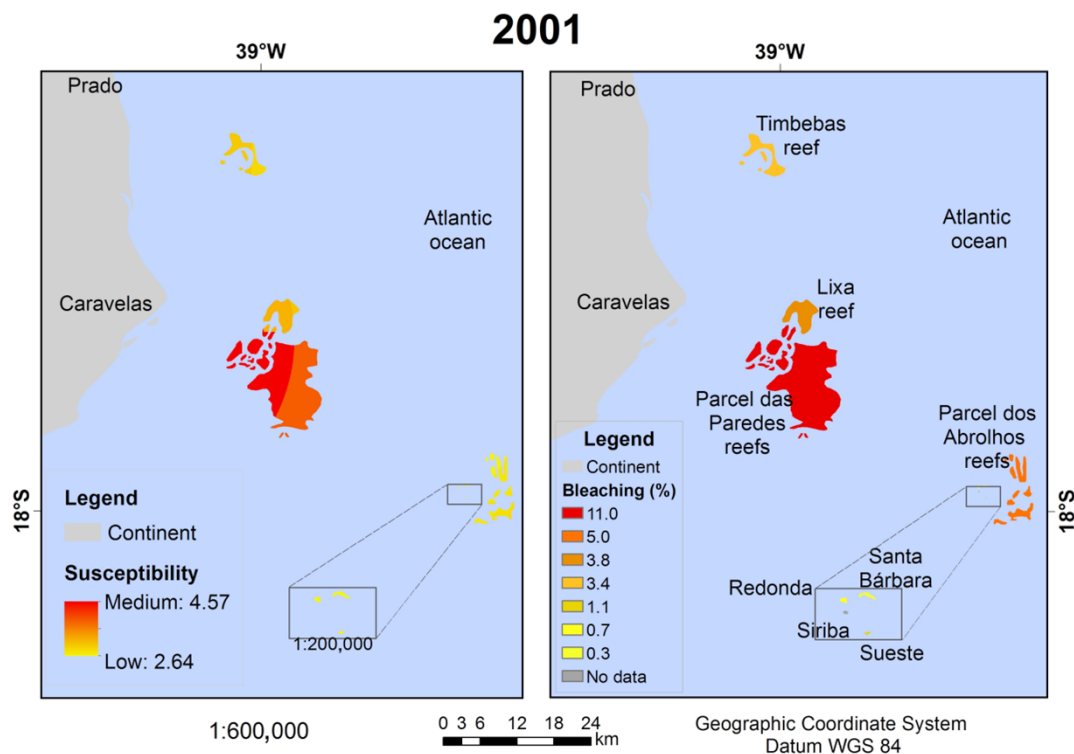 2001
39°W
39°W
Prado
Atlantic
ocean
Caravelas
18°S
Legend
Continent
Susceptibility
Medium: 4.57
Low: 2.64
1:200,000
Prado
Timbebas
reef
Atlantic
ocean
Caravelas
Lixa
reef
Parcel das
Paredes
reefs
Parcel dos
Abrolhos
reefs
18°S
Legend
Continent
Bleaching (%)
11.0
5.0
3.8
3.4
1.1
0.7
0.3
No data
Santa
Bárbara
Redonda
Siriba
Sueste
1:600,000
0 3 6 12 18 24
km
Geographic Coordinate System
Datum WGS 84